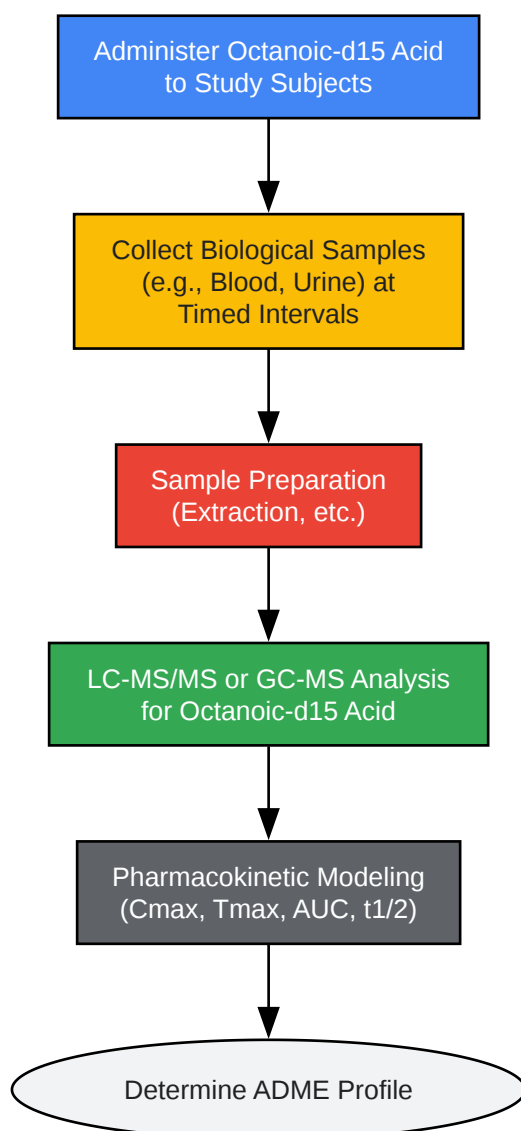 Administer Octanoic-d15 Acid
to Study Subjects
Collect Biological Samples
(e.g., Blood, Urine) at
Timed Intervals
Sample Preparation
(Extraction, etc.)
LC-MS/MS or GC-MS Analysis
for Octanoic-d15 Acid
Pharmacokinetic Modeling
(Cmax, Tmax, AUC, t1/2)
Determine ADME Profile